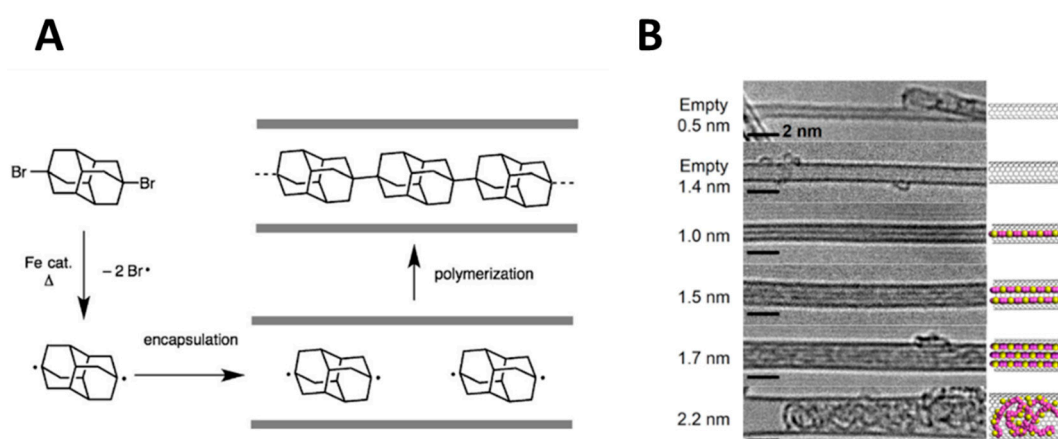 A
Br
Br
Fe cat.
Δ
– 2 Br•
encapsulation
polymerization
B
Empty
0.5 nm
2 nm
Empty
1.4 nm
1.0 nm
1.5 nm
1.7 nm
2.2 nm